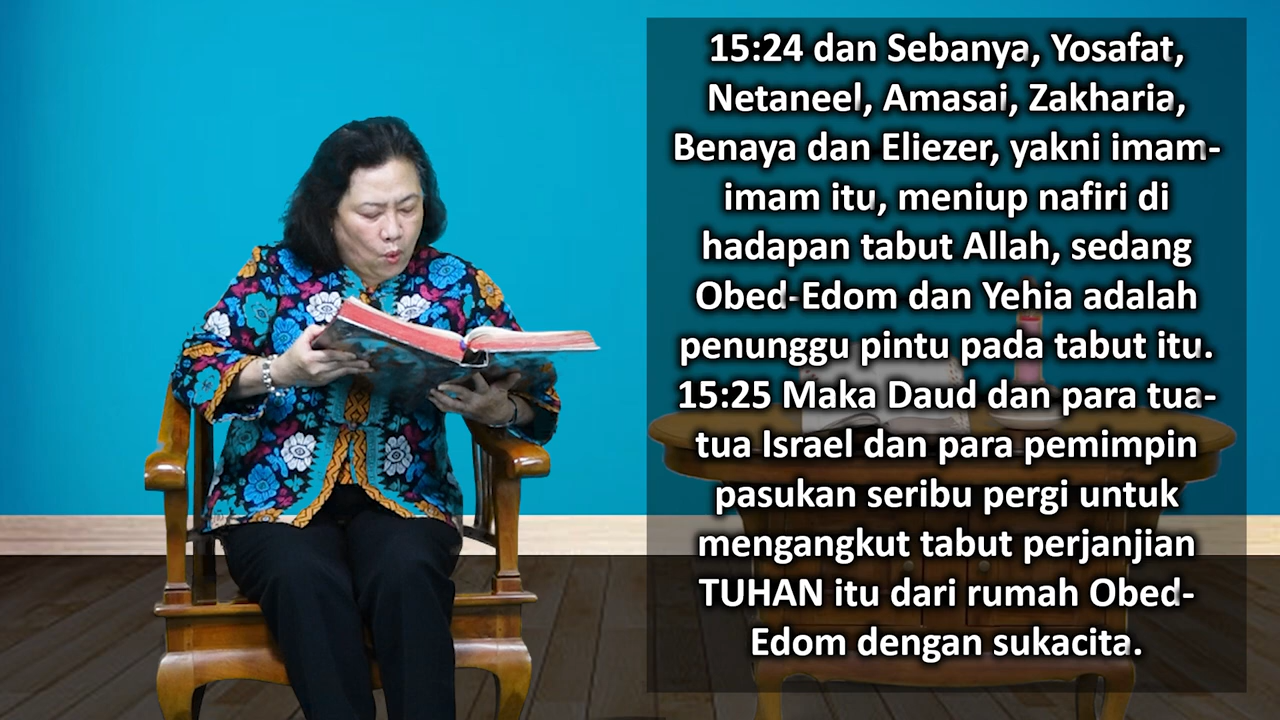 15:24 dan Sebanya, Yosafat,
Netaneel, Amasai, Zakharia,
Benaya dan Eliezer, yakni imam-
imam itu, meniup nafiri di
hadapan tabut Allah, sedang
Obed-Edom dan Yehia adalah
penunggu pintu pada tabut itu.
15:25 Maka Daud dan para tua-
tua Israel dan para pemimpin
pasukan seribu pergi untuk
mengangkut tabut perjanjian
TUHAN itu dari rumah Obed-
Edom dengan sukacita.